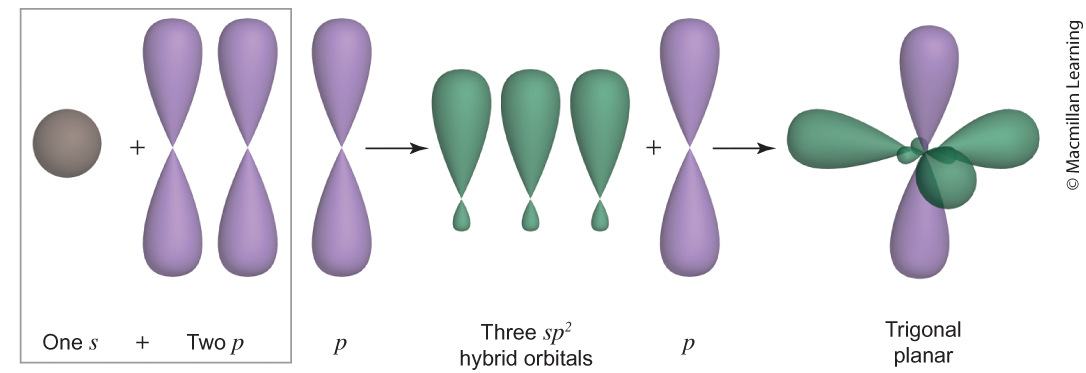 +
+
One s + Two p
p
Three sp²
hybrid orbitals
p
Trigonal
planar
© Macmillan Learning